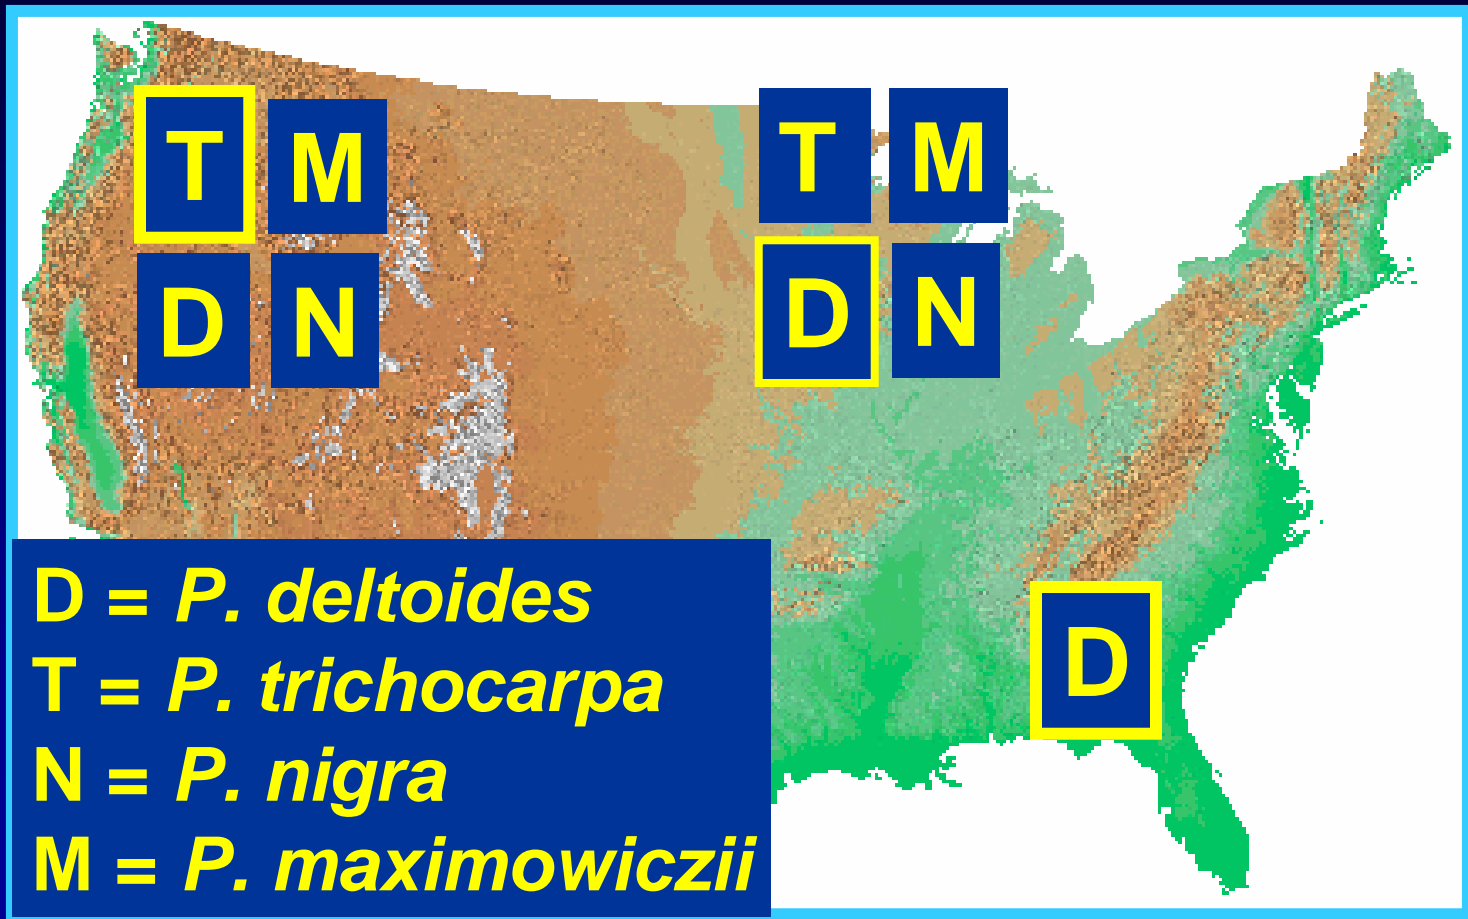 T M T M
D N D N
D
D = P. deltoides
T = P. trichocarpa
N = P. nigra
M = P. maximowiczii